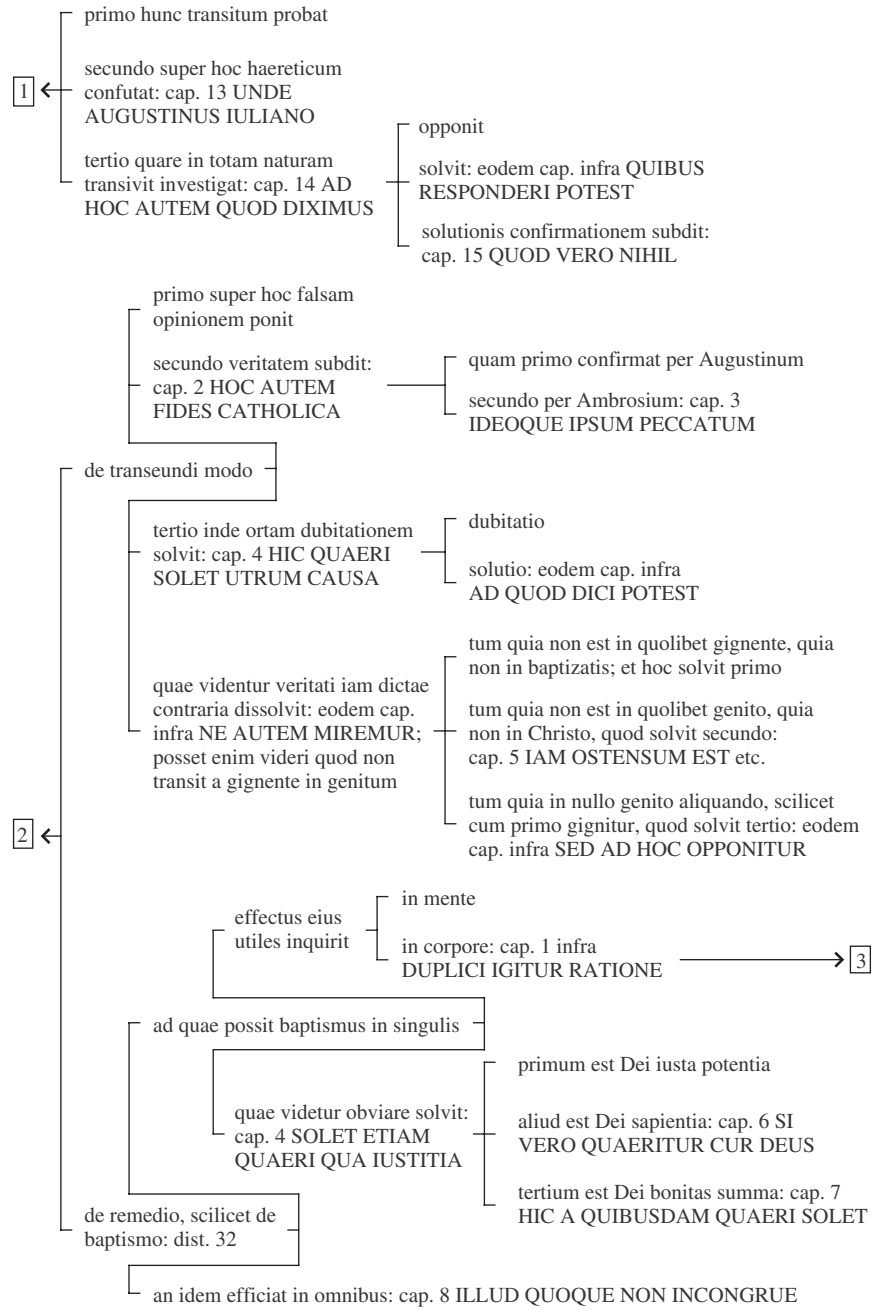 primo hunc transitum probat
1
secundo super hoc haereticum
confutat: cap. 13 UNDE
AUGUSTINUS IULIANO
tertio quare in totam naturam
transivit investigat: cap. 14 AD
HOC AUTEM QUOD DIXIMUS
opponit
solvit: eodem cap. infra QUIBUS
RESPONDERI POTEST
solutionis confirmationem subdit:
cap. 15 QUOD VERO NIHIL
primo super hoc falsam
opinionem ponit
secundo veritatem subdit:
cap. 2 HOC AUTEM
FIDES CATHOLICA
quam primo confirmat per Augustinum
secundo per Ambrosium: cap. 3
IDEOQUE IPSUM PECCATUM
de transeundi modo
tertio inde ortam dubitationem
solvit: cap. 4 HIC QUAERI
SOLET UTRUM CAUSA
dubitatio
solutio: eodem cap. infra
AD QUOD DICI POTEST
quae videntur veritati iam dictae
contraria dissolvit: eodem cap.
infra NE AUTEM MIREMUR;
posset enim videri quod non
transit a gignente in genitum
tum quia non est in quolibet gignente, quia
non in baptizatis; et hoc solvit primo
tum quia non est in quolibet genito, quia
non in Christo, quod solvit secundo:
cap. 5 IAM OSTENSUM EST etc.
tum quia in nullo genito aliquando, scilicet
cum primo gignitur, quod solvit tertio: eodem
cap. infra SED AD HOC OPPONITUR
2
effectus eius
utiles inquirit
in mente
in corpore: cap. 1 infra
DUPLICI IGITUR RATIONE
3
ad quae possit baptismus in singulis
quae videtur obviare solvit:
cap. 4 SOLET ETIAM
QUAERI QUA IUSTITIA
primum est Dei iusta potentia
aliud est Dei sapientia: cap. 6 SI
VERO QUAERITUR CUR DEUS
tertium est Dei bonitas summa: cap. 7
HIC A QUIBUSDAM QUAERI SOLET
de remedio, scilicet de
baptismo: dist. 32
an idem efficiat in omnibus: cap. 8 ILLUD QUOQUE NON INCONGRUE